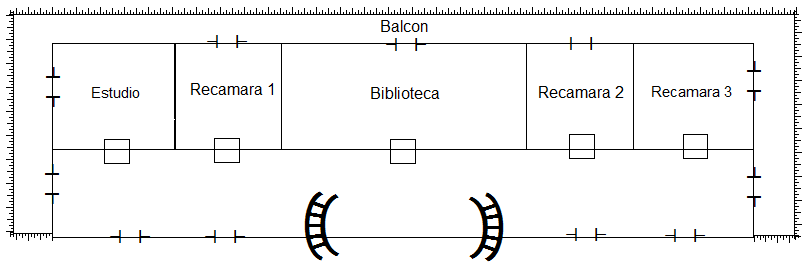 Balcon
Estudio
Recamara 1
Biblioteca
Recamara 2
Recamara 3